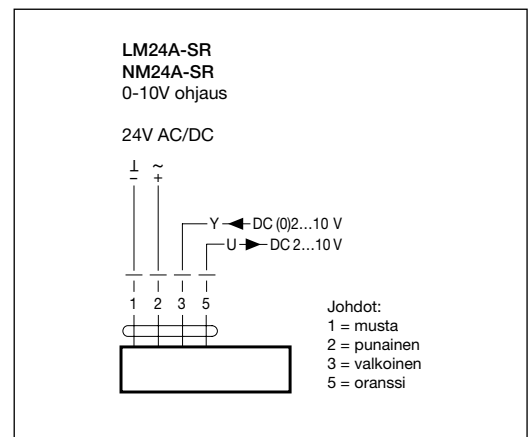 LM24A-SR
NM24A-SR
0-10V ohjaus
24V AC/DC
⊥ ~
− +
Y DC (0)2...10 V
U DC 2...10 V
1 2 3 5
Johdot:
1 = musta
2 = punainen
3 = valkoinen
5 = oranssi